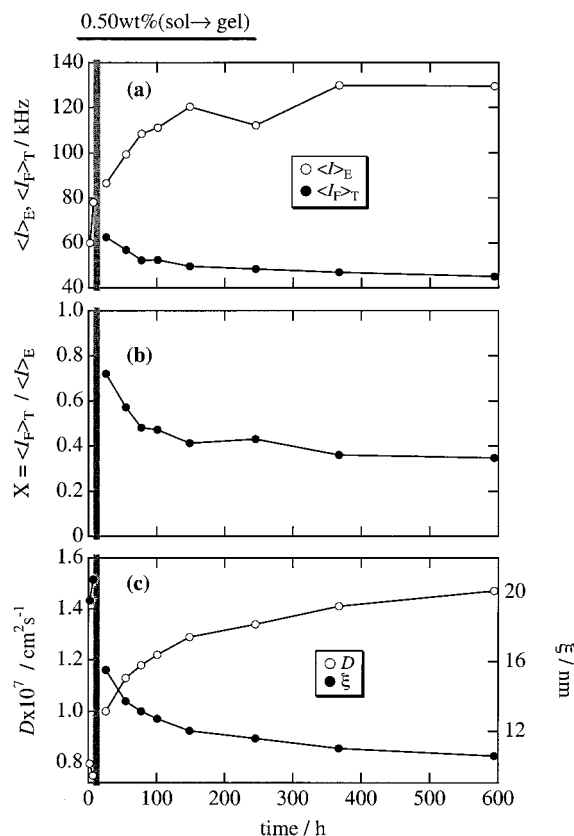 0.50wt%(sol→ gel)
140
120
100
80
60
40
<I>E, <IF>T / kHz
(a)
<I>E
<IF>T
1.0
0.8
0.6
0.4
0.2
0
X = <IF>T / <I>E
(b)
1.6
1.4
1.2
1.0
0.8
Dx10⁷ / cm²s⁻¹
(c)
D
ξ
20
16
12
ξ / nm
0 100 200 300 400 500 600
time / h